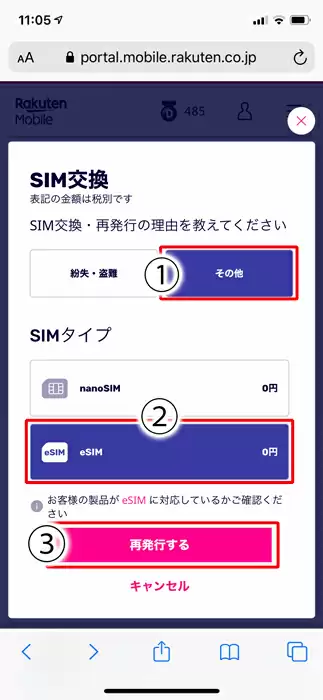 11:05
AA portal.mobile.rakuten.co.jp
Rakuten
Mobile
485
SIM交換
表記の金額は税別です
SIM交換・再発行の理由を教えてください
紛失・盗難
① その他
SIMタイプ
nanoSIM 0円
②
eSIM eSIM 0円
お客様の製品が eSIM に対応しているかご確認くだ
さい
③ 再発行する
キャンセル